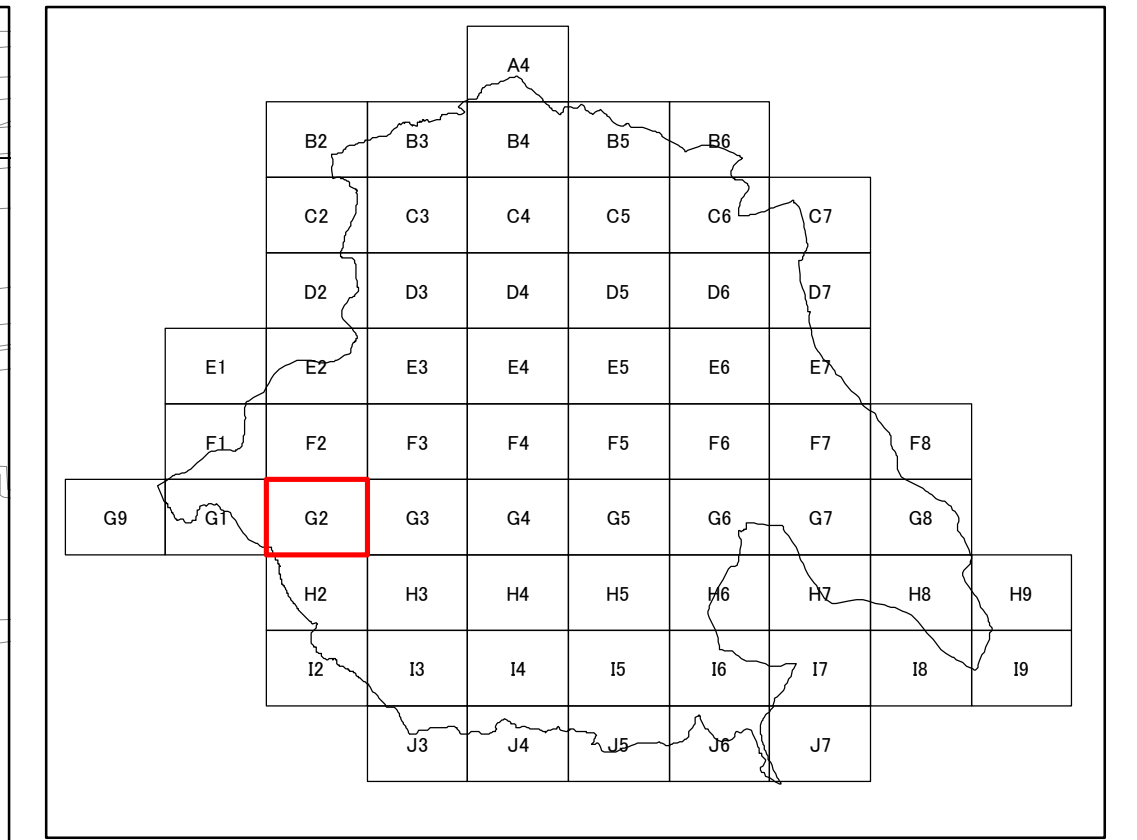 A4
B2 B3 B4 B5 B6
C2 C3 C4 C5 C6 C7
D2 D3 D4 D5 D6 D7
E1 E2 E3 E4 E5 E6 E7
F1 F2 F3 F4 F5 F6 F7 F8
G9 G1 G2 G3 G4 G5 G6 G7 G8
H2 H3 H4 H5 H6 H7 H8 H9
I2 I3 I4 I5 I6 I7 I8 I9
J3 J4 J5 J6 J7